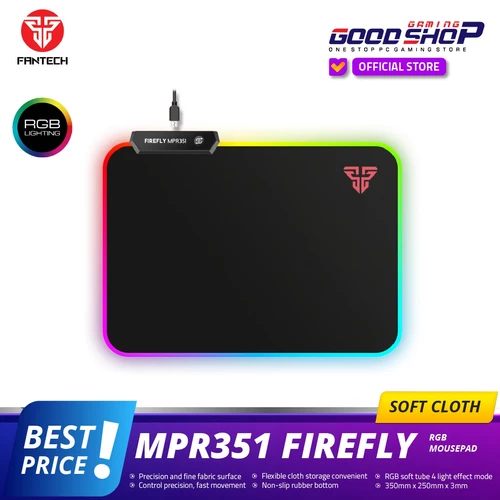 FANTECH
GAMING
GOOD SHOP
ONE STOP PC GAMING STORE
OFFICIAL STORE
RGB
LIGHTING
FIREFLY MPR351
SOFT CLOTH
BEST
PRICE!
MPR351 FIREFLY
RGB
MOUSEPAD
Precision and fine fabric surface
Control precision, fast movement
Flexible cloth storage convenient
Non-slip rubber bottom
RGB soft tube 4 light effect mode
350mm x 250mm x 3mm